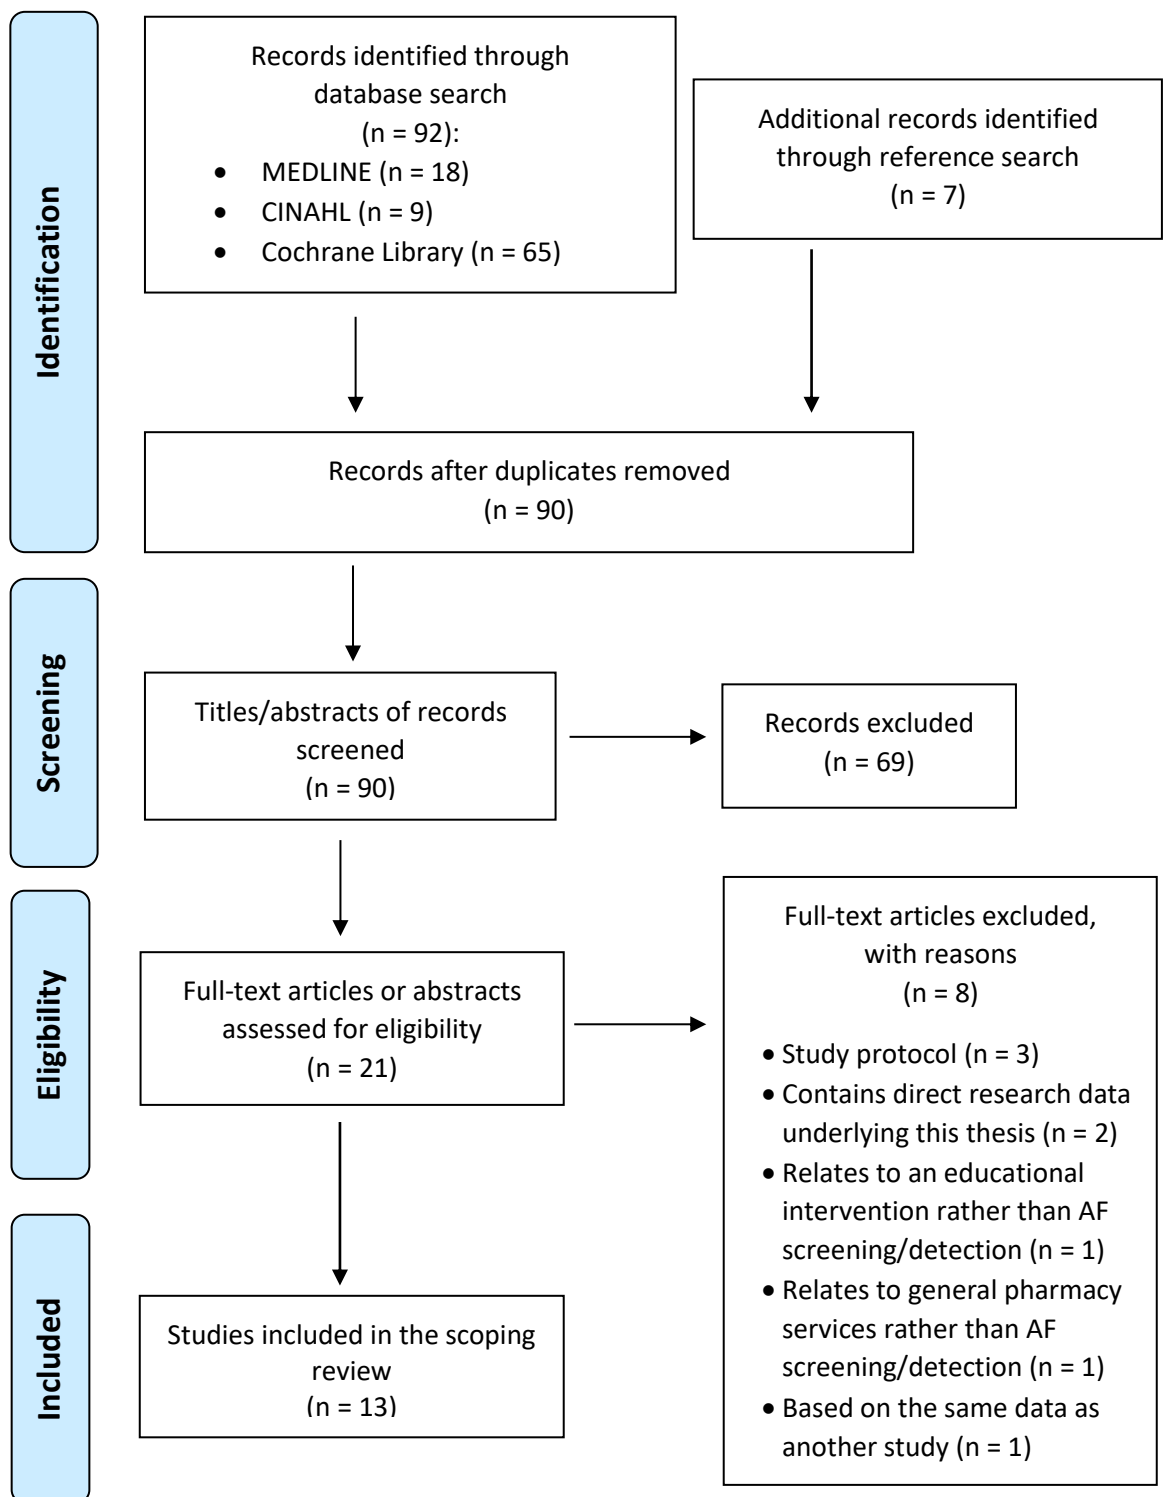 Identification
Records identified through
database search
(n = 92):
• MEDLINE (n = 18)
• CINAHL (n = 9)
• Cochrane Library (n = 65)
Additional records identified
through reference search
(n = 7)
Records after duplicates removed
(n = 90)
Screening
Titles/abstracts of records
screened
(n = 90)
Records excluded
(n = 69)
Eligibility
Full-text articles or abstracts
assessed for eligibility
(n = 21)
Full-text articles excluded,
with reasons
(n = 8)
• Study protocol (n = 3)
• Contains direct research data
underlying this thesis (n = 2)
• Relates to an educational
intervention rather than AF
screening/detection (n = 1)
• Relates to general pharmacy
services rather than AF
screening/detection (n = 1)
• Based on the same data as
another study (n = 1)
Included
Studies included in the scoping
review
(n = 13)